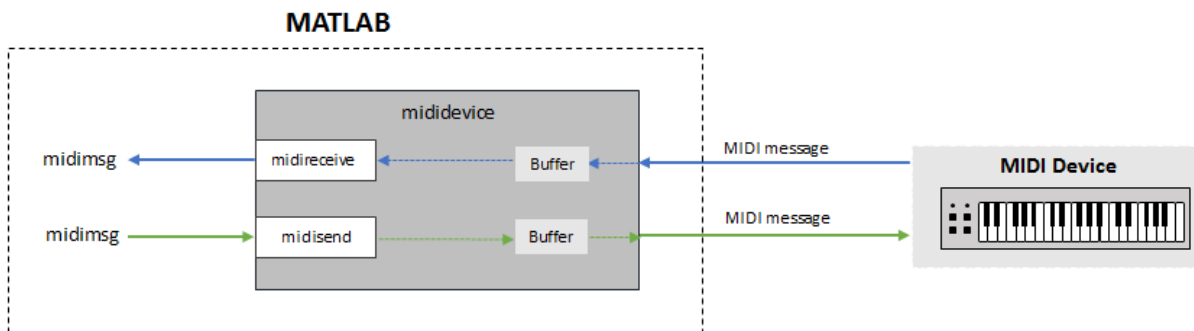 MATLAB
mididevice
midimsg
midireceive
Buffer
MIDI message
MIDI Device
midimsg
midisend
Buffer
MIDI message